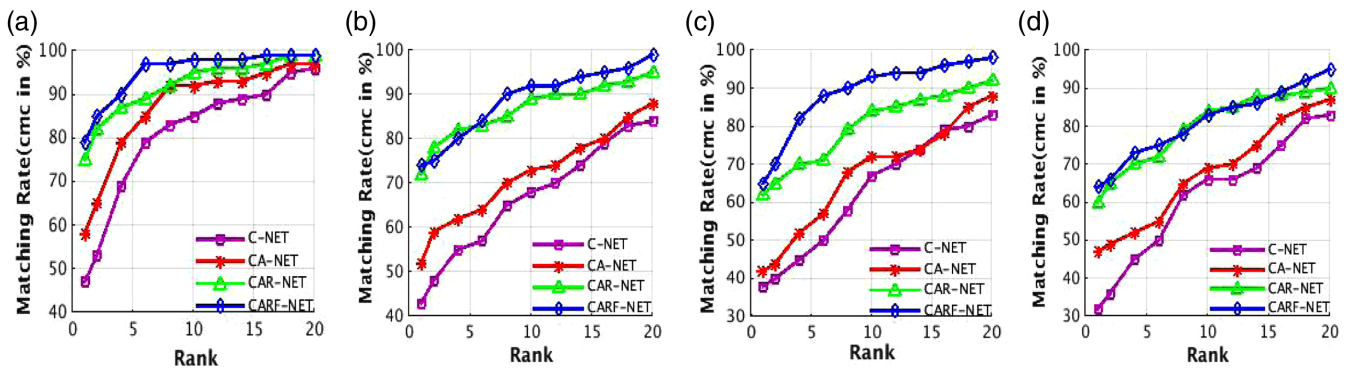 (a)
Matching Rate(cmc in %)
100
90
80
70
60
50
40
0
5
10
15
20
Rank
C-NET
CA-NET
CAR-NET
CARF-NET
(b)
Matching Rate(cmc in %)
100
90
80
70
60
50
40
0
5
10
15
20
Rank
C-NET
CA-NET
CAR-NET
CARF-NET
(c)
Matching Rate(cmc in %)
100
90
80
70
60
50
40
30
0
5
10
15
20
Rank
C-NET
CA-NET
CAR-NET
CARF-NET
(d)
Matching Rate(cmc in %)
100
90
80
70
60
50
40
30
0
5
10
15
20
Rank
C-NET
CA-NET
CAR-NET
CARF-NET